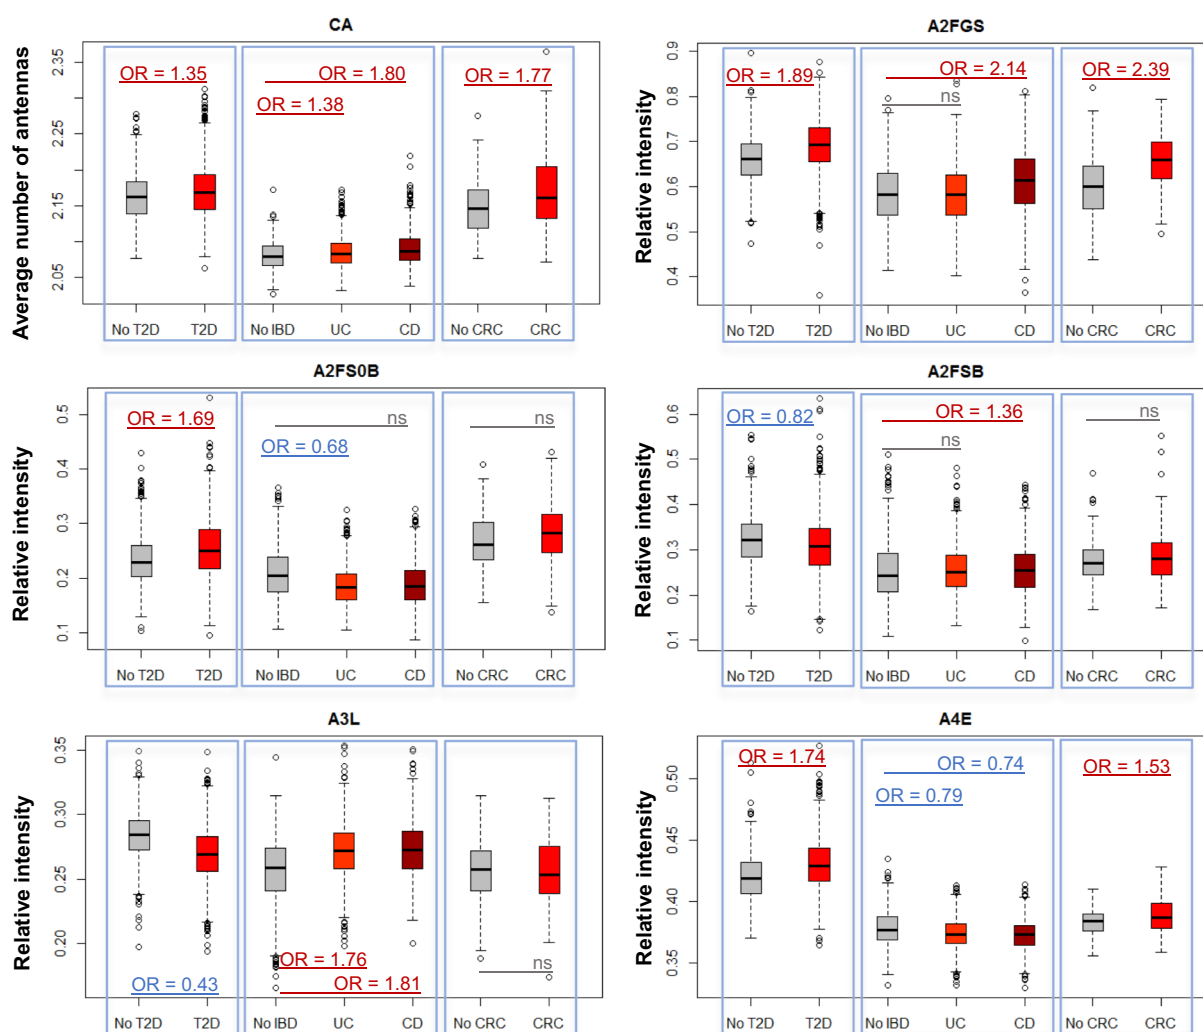 CA
Average number of antennas
2.35
2.25
2.15
2.05
OR = 1.35
OR = 1.80
OR = 1.38
OR = 1.77
No T2D T2D No IBD UC CD No CRC CRC
A2FGS
Relative intensity
0.9
0.8
0.7
0.6
0.5
0.4
OR = 1.89
OR = 2.14
ns
OR = 2.39
No T2D T2D No IBD UC CD No CRC CRC
A2FS0B
Relative intensity
0.5
0.4
0.3
0.2
0.1
OR = 1.69
ns
OR = 0.68
ns
No T2D T2D No IBD UC CD No CRC CRC
A2FSB
Relative intensity
0.6
0.5
0.4
0.3
0.2
0.1
OR = 0.82
OR = 1.36
ns
ns
No T2D T2D No IBD UC CD No CRC CRC
A3L
Relative intensity
0.35
0.30
0.25
0.20
OR = 0.43
OR = 1.76
OR = 1.81
ns
No T2D T2D No IBD UC CD No CRC CRC
A4E
Relative intensity
0.50
0.45
0.40
0.35
OR = 1.74
OR = 0.74
OR = 0.79
OR = 1.53
No T2D T2D No IBD UC CD No CRC CRC